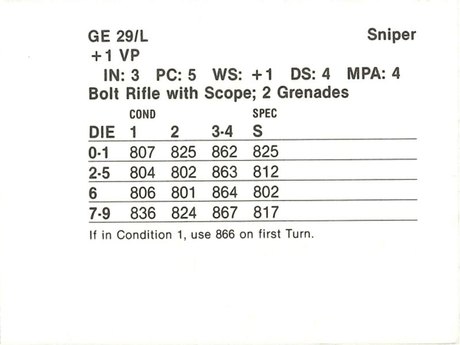 GE 29/L Sniper
+1 VP
IN: 3 PC: 5 WS: +1 DS: 4 MPA: 4
Bolt Rifle with Scope; 2 Grenades
COND SPEC
DIE 1 2 3-4 S
0-1 807 825 862 825
2-5 804 802 863 812
6 806 801 864 802
7-9 836 824 867 817
If in Condition 1, use 866 on first Turn.